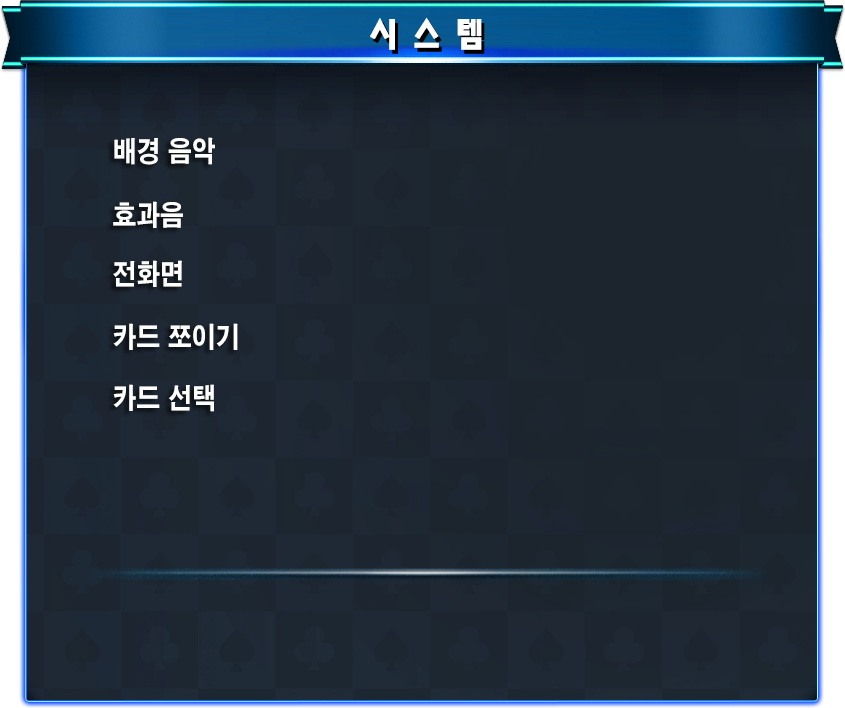 시스템
배경 음악
효과음
전화면
카드 쪼이기
카드 선택